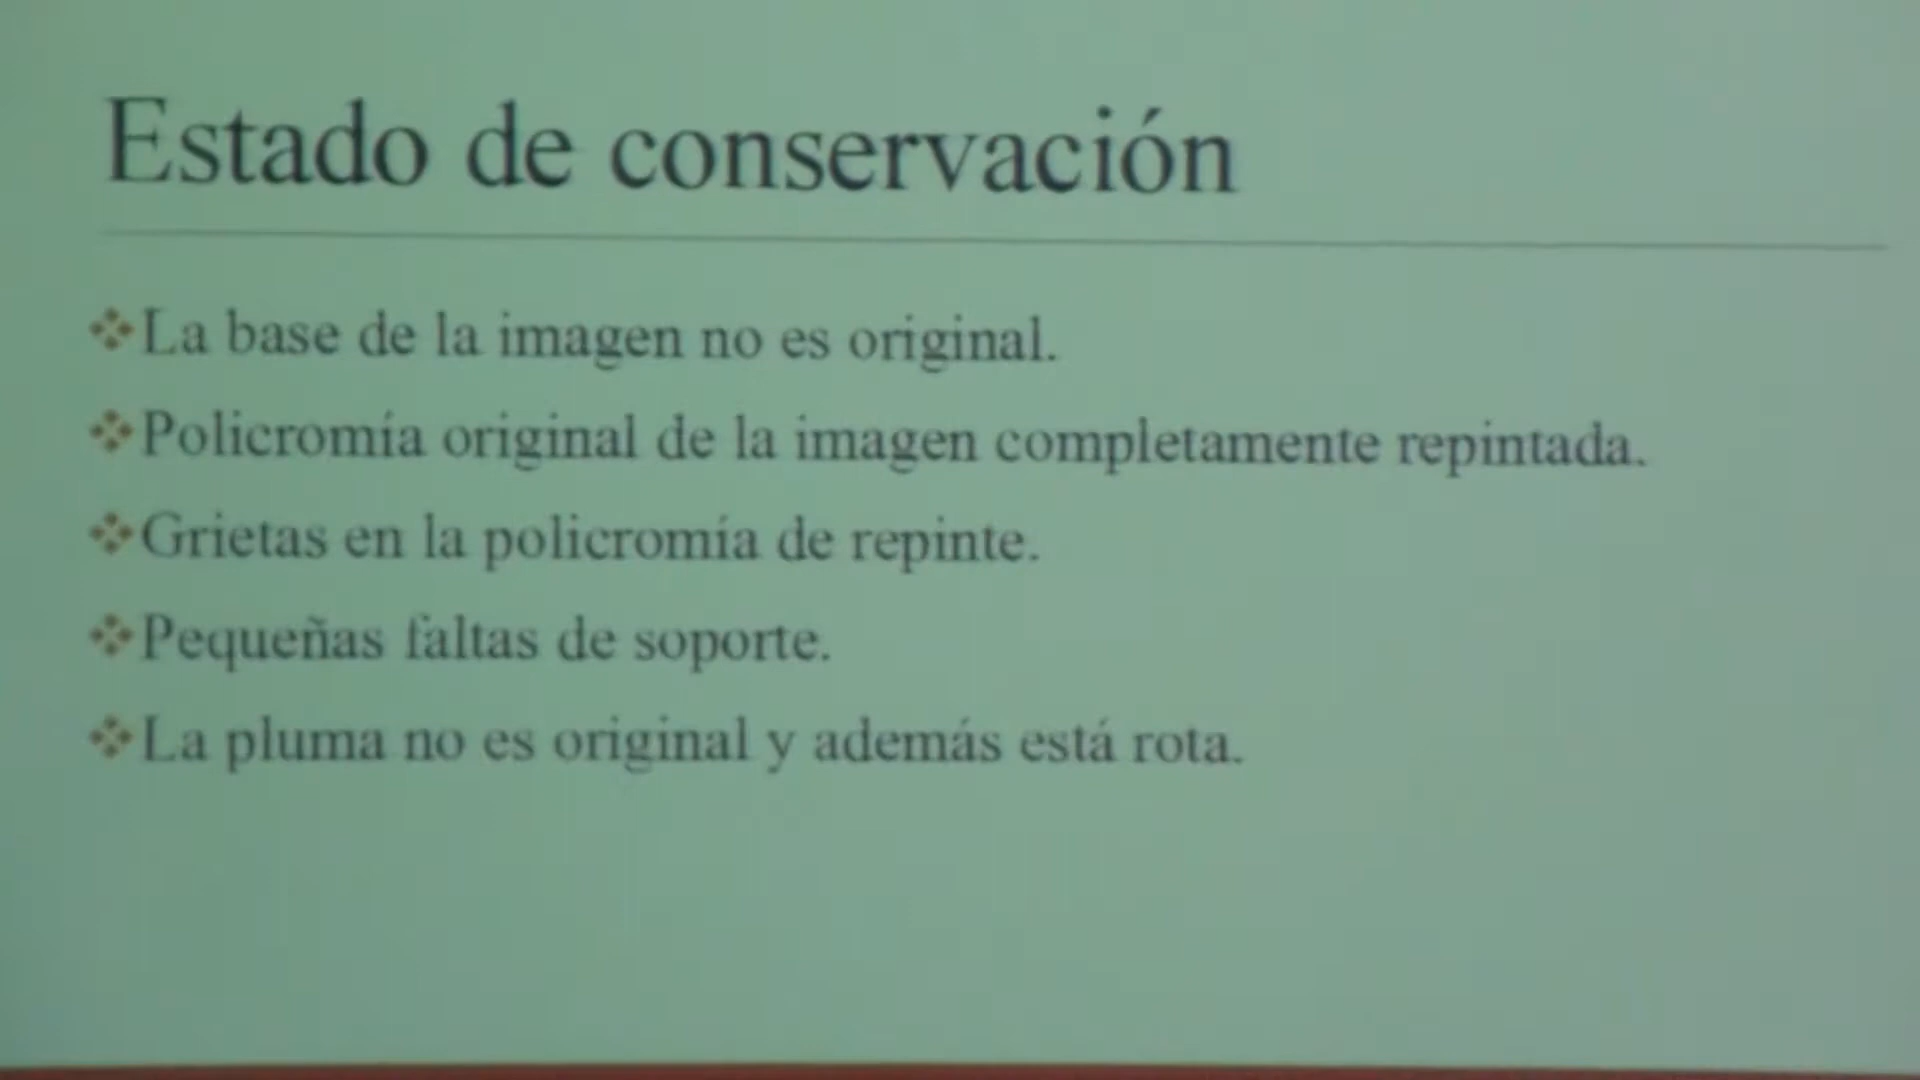 Estado de conservación
La base de la imagen no es original.
Policromía original de la imagen completamente repintada.
Grietas en la policromía de repinte.
Pequeñas faltas de soporte.
La pluma no es original y además está rota.